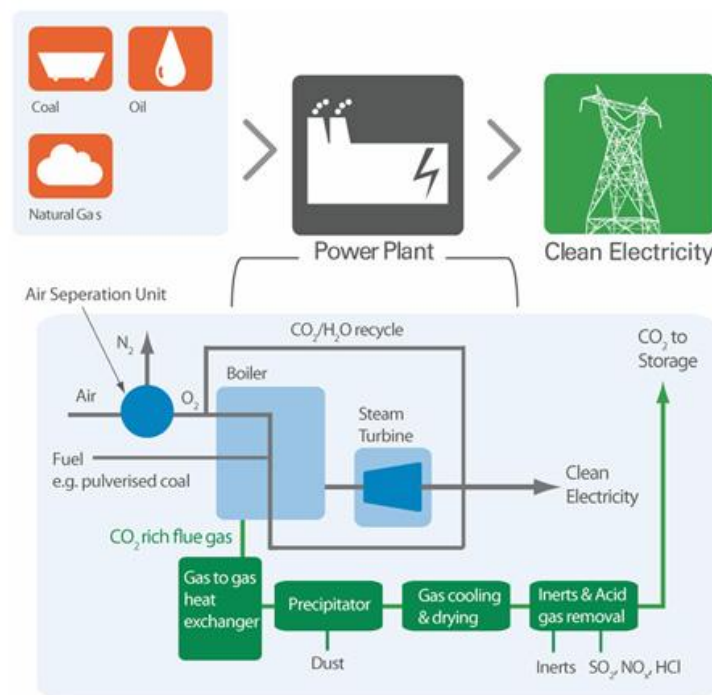 Coal
Oil
Natural Gas
Power Plant
Clean Electricity
Air Seperation Unit
N₂
CO₂/H₂O recycle
CO₂ to
Storage
Boiler
Air
O₂
Steam
Turbine
Fuel
e.g. pulverised coal
Clean
Electricity
CO₂ rich flue gas
Gas to gas
heat
exchanger
Precipitator
Gas cooling
& drying
Inerts & Acid
gas removal
Dust
Inerts
SO₂, NOₓ, HCl